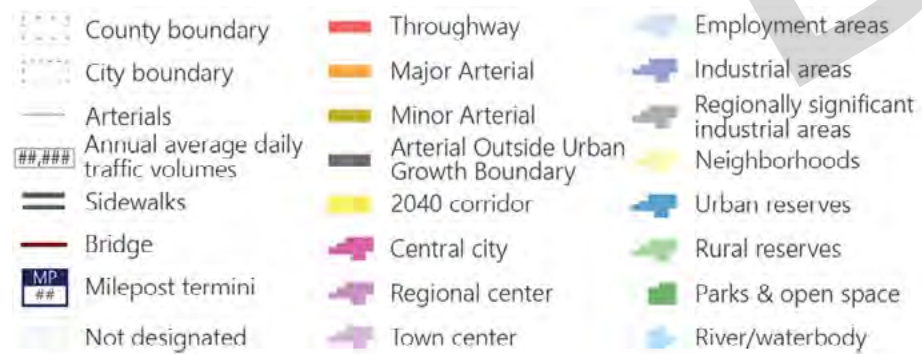 County boundary
City boundary
Arterials
##,### Annual average daily
traffic volumes
Sidewalks
Bridge
MP
## Milepost termini
Not designated
Throughway
Major Arterial
Minor Arterial
Arterial Outside Urban
Growth Boundary
2040 corridor
Central city
Regional center
Town center
Employment areas
Industrial areas
Regionally significant
industrial areas
Neighborhoods
Urban reserves
Rural reserves
Parks & open space
River/waterbody